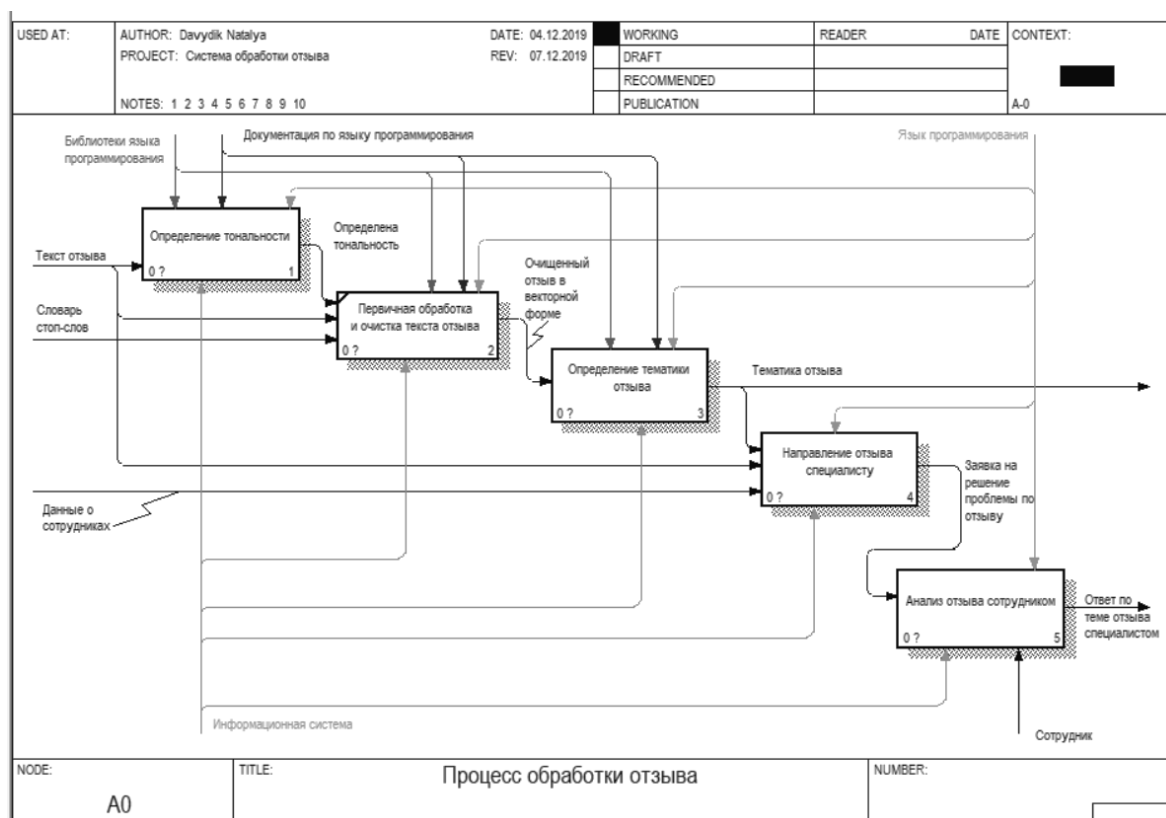 USED AT:
AUTHOR: Davydik Natalya
DATE: 04.12.2019
WORKING
READER
DATE
CONTEXT:
PROJECT: Система обработки отзыва
REV: 07.12.2019
DRAFT
RECOMMENDED
NOTES: 1 2 3 4 5 6 7 8 9 10
PUBLICATION
A-0
Библиотеки языка
программирования
Документация по языку программирования
Язык программирования
Определение тональности
0 ?
1
Определена
тональность
Текст отзыва
Словарь
стоп-слов
Первичная обработка
и очистка текста отзыва
0 ?
2
Очищенный
отзыв в
векторной
форме
Определение тематики
отзыва
0 ?
3
Тематика отзыва
Направление отзыва
специалисту
0 ?
4
Заявка на
решение
проблемы по
отзыву
Данные о
сотрудниках
Анализ отзыва сотрудником
0 ?
5
Ответ по
теме отзыва
специалистом
Информационная система
Сотрудник
NODE:
TITLE:
NUMBER:
Процесс обработки отзыва
A0